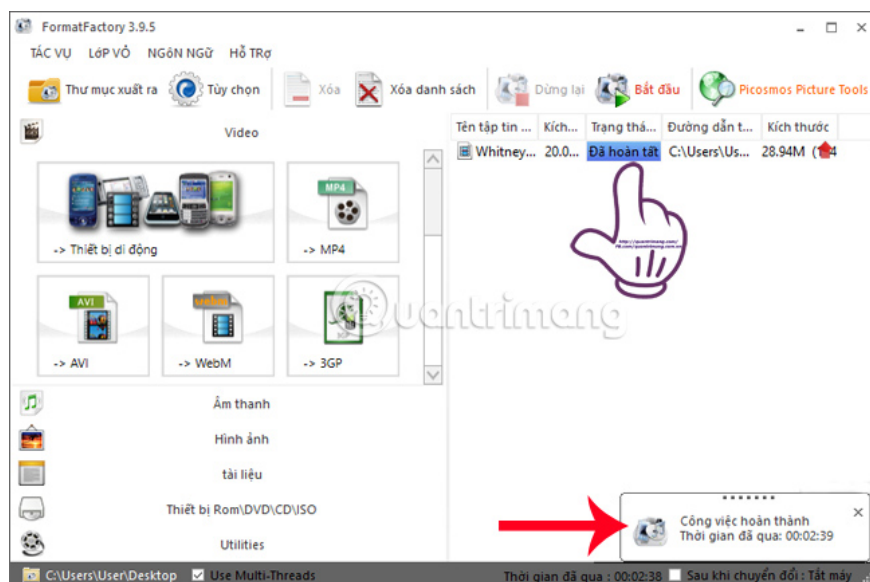 FormatFactory 3.9.5
TÁC VỤ LớP VỎ NGôN NGữ Hỗ TRợ
Thư mục xuất ra Tùy chọn Xóa Xóa danh sách Dừng lại Bắt đầu Picosmos Picture Tools
Video
Tên tập tin ... Kích... Trạng thá... Đường dẫn t... Kích thước
Whitney... 20.0... Đã hoàn tất C:\Users\Us... 28.94M
-> Thiết bị di động
MP4
-> MP4
AVI
-> AVI
webm
-> WebM
-> 3GP
Quantrimang
http://quantrimang.com/
Âm thanh
Hình ảnh
tài liệu
Thiết bị Rom\DVD\CD\ISO
Utilities
Công việc hoàn thành
Thời gian đã qua: 00:02:39
C:\Users\User\Desktop Use Multi-Threads Thời gian đã qua : 00:02:38 Sau khi chuyển đổi : Tắt máy